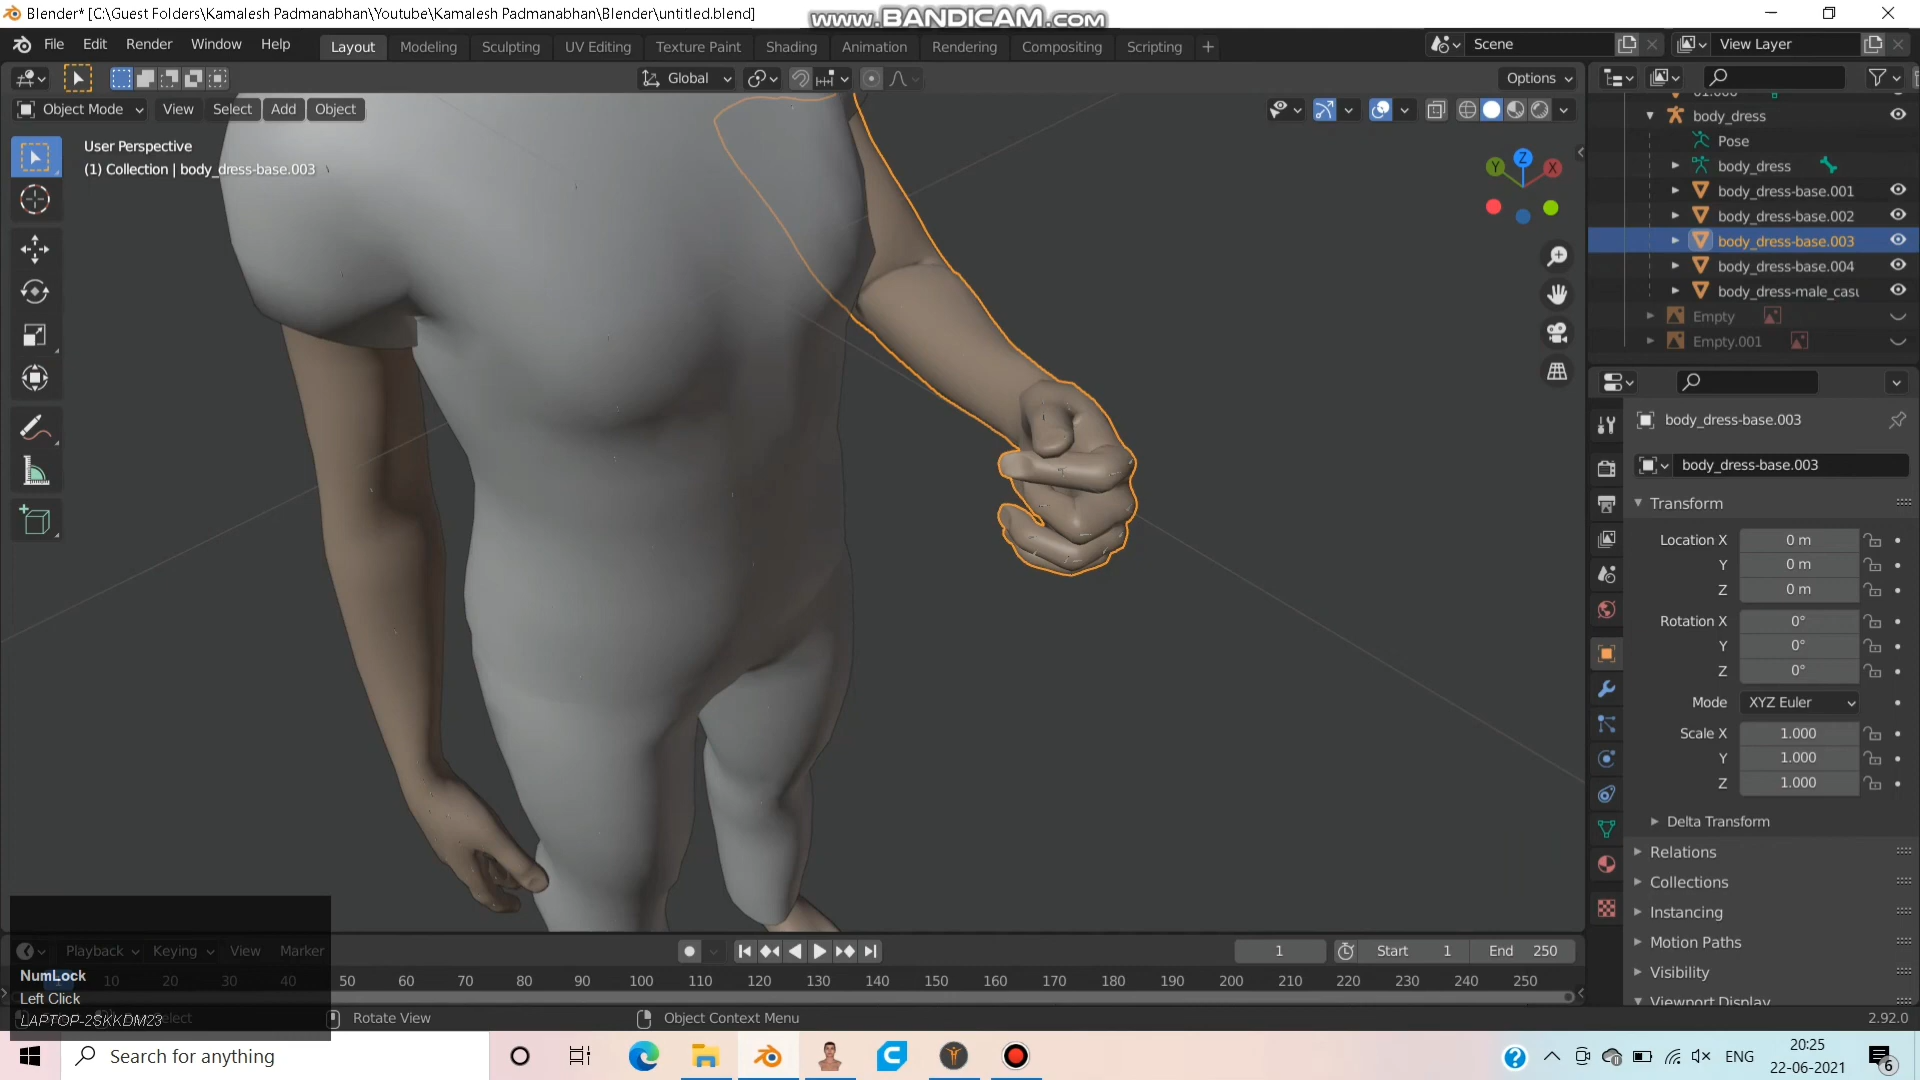 Blender* [C:\Guest Folders\Kamalesh Padmanabhan\Youtube\Kamalesh Padmanabhan\Blender\untitled.blend]
www.BANDICAM.com
File Edit Render Window Help
Layout Modeling Sculpting UV Editing Texture Paint Shading Animation Rendering Compositing Scripting +
Scene
View Layer
Global
Options
Object Mode View Select Add Object
User Perspective
(1) Collection | body_dress-base.003
Z
Y
X
body_dress
Pose
body_dress
body_dress-base.001
body_dress-base.002
body_dress-base.003
body_dress-base.004
body_dress-male_casu
Empty
Empty.001
body_dress-base.003
body_dress-base.003
Transform
Location X 0 m
Y 0 m
Z 0 m
Rotation X 0°
Y 0°
Z 0°
Mode XYZ Euler
Scale X 1.000
Y 1.000
Z 1.000
Delta Transform
Relations
Collections
Instancing
Motion Paths
Visibility
Viewport Display
Playback Keying View Marker
1
Start 1
End 250
1 10 20 30 40 50 60 70 80 90 100 110 120 130 140 150 160 170 180 190 200 210 220 230 240 250
NumLock
Left Click
LAPTOP-2SKKDM23
Select
Rotate View
Object Context Menu
2.92.0
Search for anything
ENG
20:25
22-06-2021
6